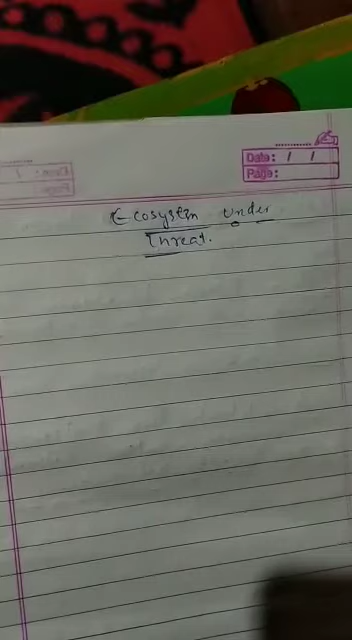 Date: / /
Page:
Ecosystem Under
Threat.